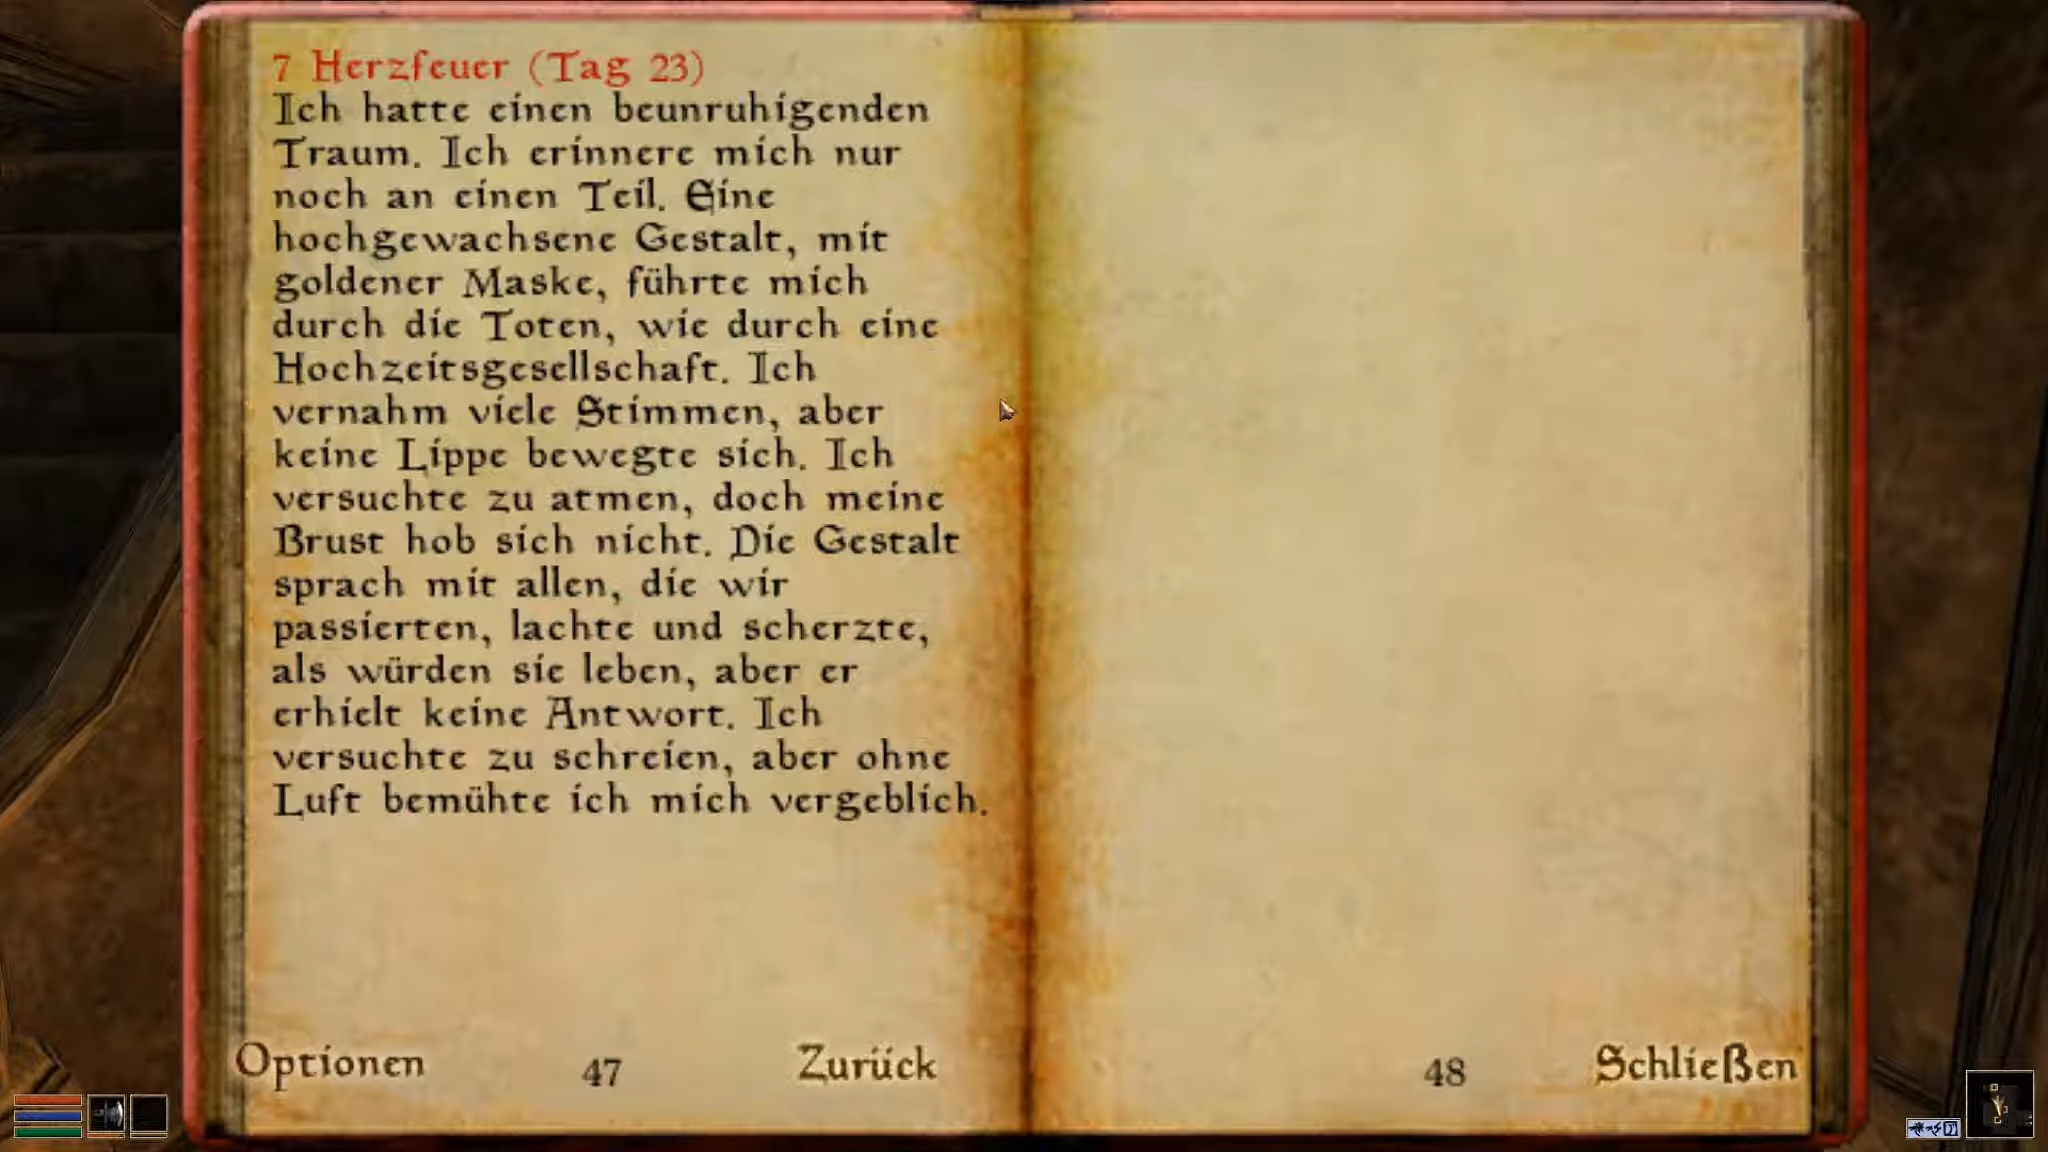 7 Herzfeuer (Tag 23)
Ich hatte einen beunruhigenden
Traum. Ich erinnere mich nur
noch an einen Teil. Eine
hochgewachsene Gestalt, mit
goldener Maske, führte mich
durch die Toten, wie durch eine
Hochzeitsgesellschaft. Ich
vernahm viele Stimmen, aber
keine Lippe bewegte sich. Ich
versuchte zu atmen, doch meine
Brust hob sich nicht. Die Gestalt
sprach mit allen, die wir
passierten, lachte und scherzte,
als würden sie leben, aber er
erhielt keine Antwort. Ich
versuchte zu schreien, aber ohne
Luft bemühte ich mich vergeblich.
Optionen 47 Zurück 48 Schließen